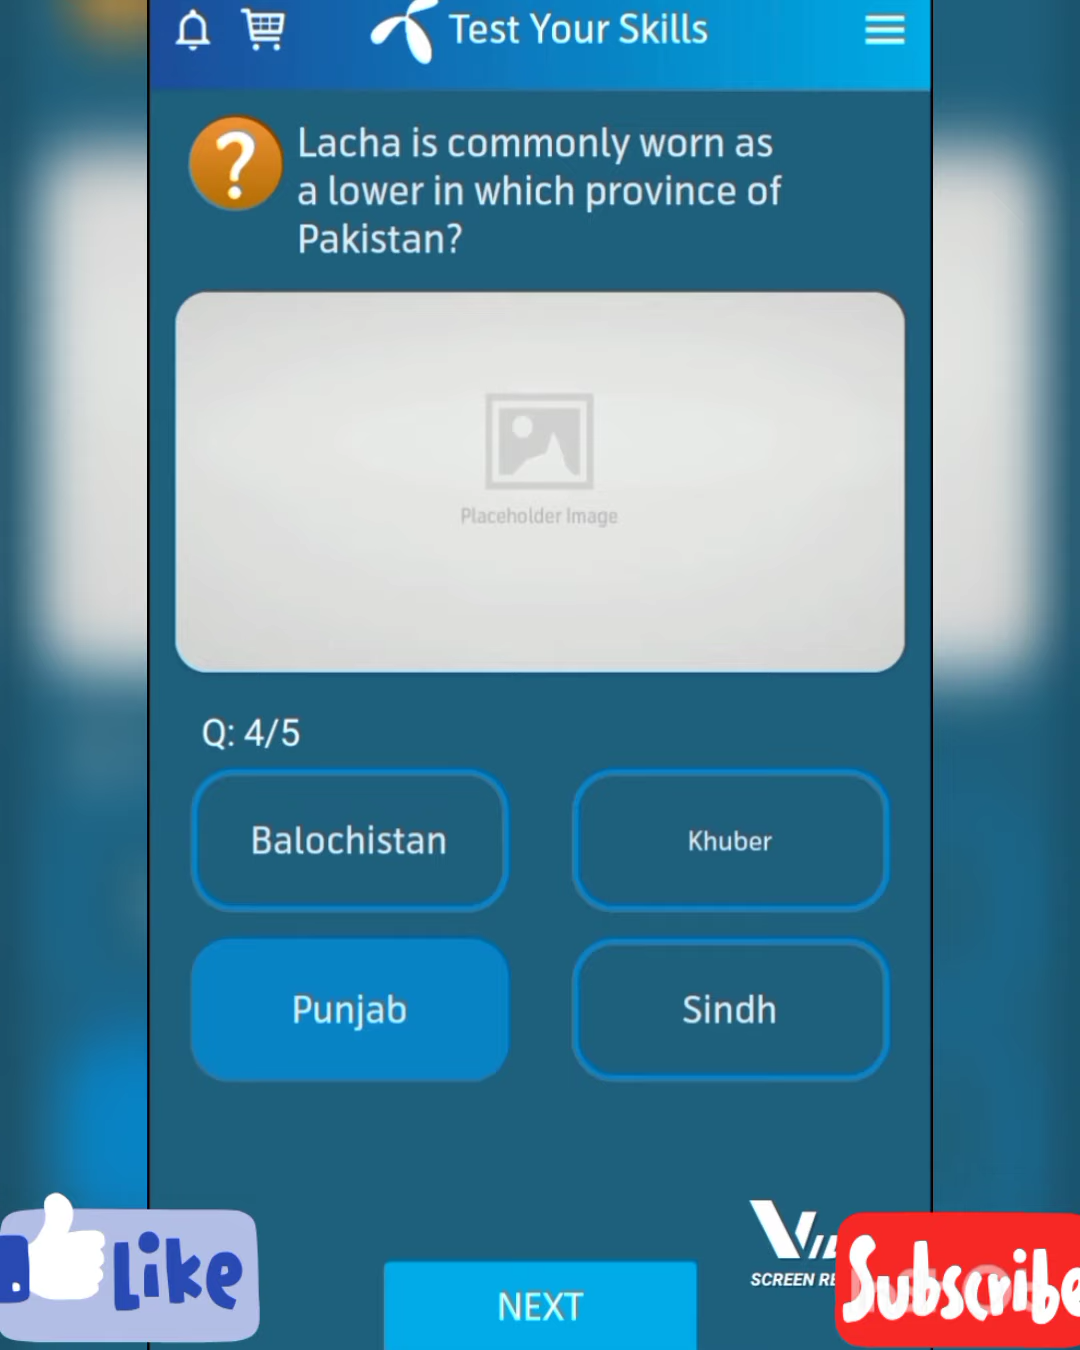 Test Your Skills
Lacha is commonly worn as
a lower in which province of
Pakistan?
Placeholder Image
Q: 4/5
Balochistan
Khuber
Punjab
Sindh
Like
SCREEN RE
Subscribe
NEXT